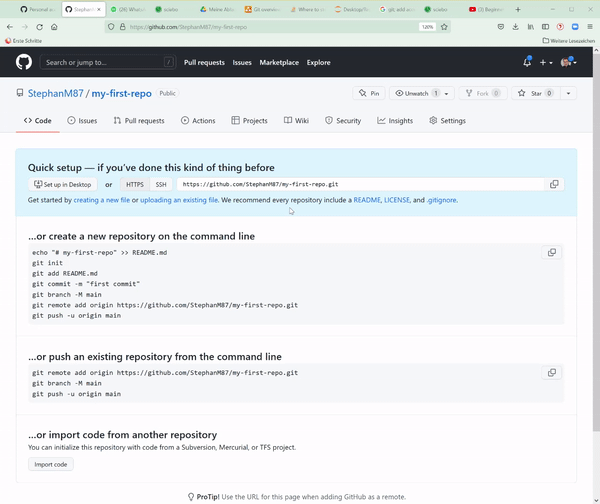 Personal ac
Stephan
sciebo
Meine Abla
Git overvie
Where to c
git add and
sciebo
(3) Beginner
https://github.com/StephanM87/my-first-repo
120%
Erste Schritte
Weitere Lesezeichen
Search or jump to...
/
Pull requests
Issues
Marketplace
Explore
StephanM87 / my-first-repo
Public
Pin
Unwatch 1
Fork 0
Star 0
Code
Issues
Pull requests
Actions
Projects
Wiki
Security
Insights
Settings
Quick setup — if you’ve done this kind of thing before
Set up in Desktop
or
HTTPS
SSH
https://github.com/StephanM87/my-first-repo.git
Get started by creating a new file or uploading an existing file. We recommend every repository include a README, LICENSE, and .gitignore.
…or create a new repository on the command line
echo "# my-first-repo" >> README.md
git init
git add README.md
git commit -m "first commit"
git branch -M main
git remote add origin https://github.com/StephanM87/my-first-repo.git
git push -u origin main
…or push an existing repository from the command line
git remote add origin https://github.com/StephanM87/my-first-repo.git
git branch -M main
git push -u origin main
…or import code from another repository
You can initialize this repository with code from a Subversion, Mercurial, or TFS project.
Import code
ProTip! Use the URL for this page when adding GitHub as a remote.